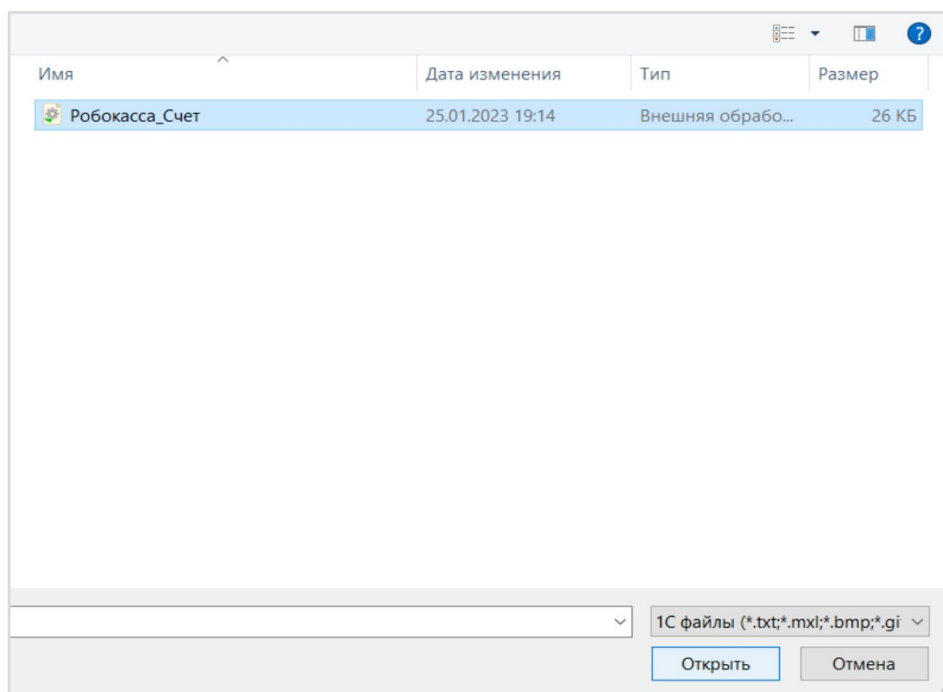 ?
Имя Дата изменения Тип Размер
Робокасса_Счет 25.01.2023 19:14 Внешняя обрабо... 26 КБ
1С файлы (*.txt;*.mxl;*.bmp;*.gi
Открыть Отмена